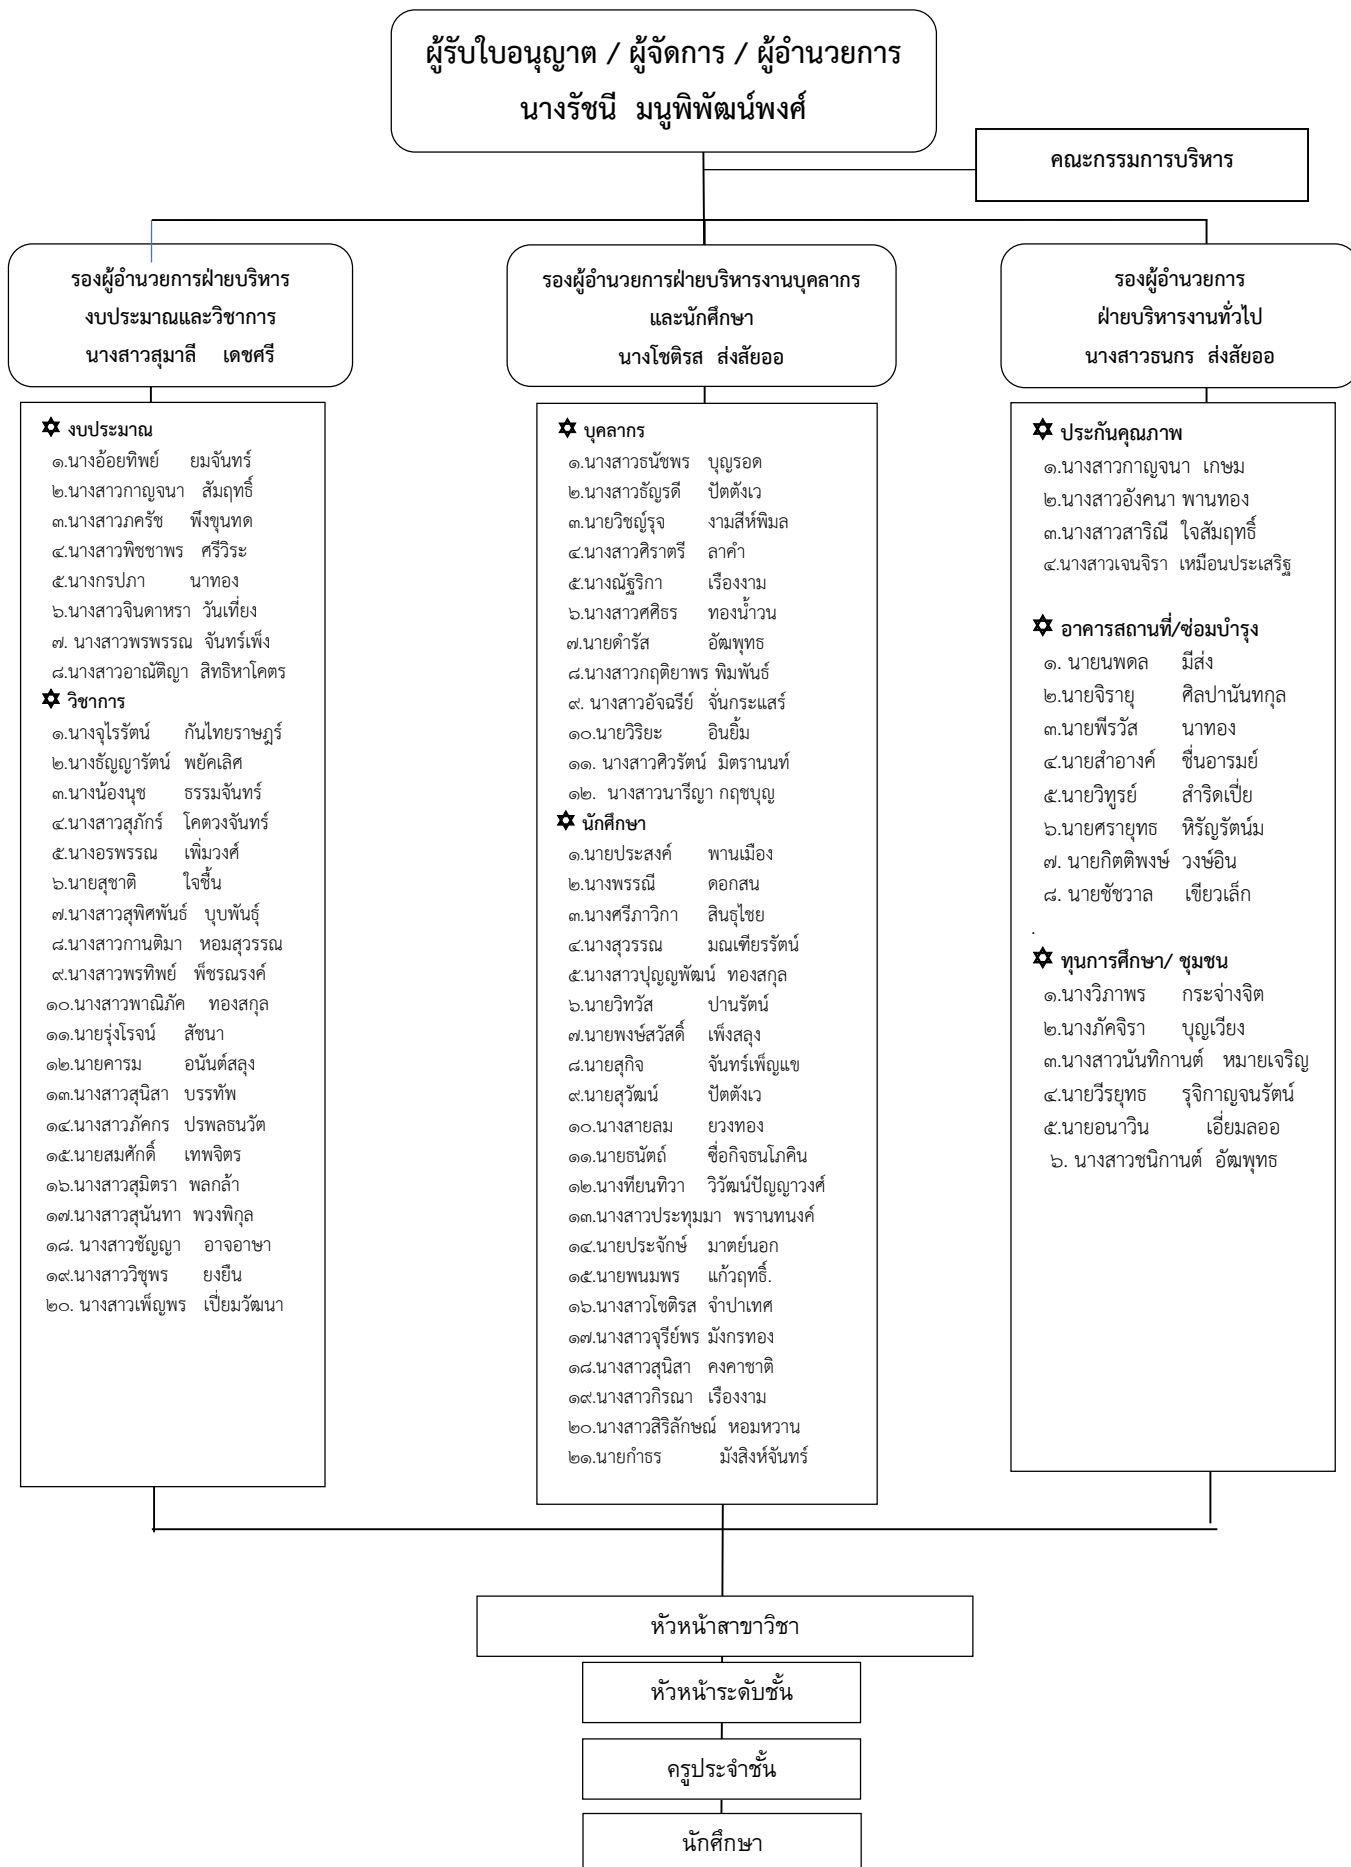 ผู้รับใบอนุญาต / ผู้จัดการ / ผู้อำนวยการ
นางรัชนี มนูพิพัฒน์พงศ์
คณะกรรมการบริหาร
รองผู้อำนวยการฝ่ายบริหาร
งบประมาณและวิชาการ
นางสาวสุมาลี เดชศรี
งบประมาณ
๑.นางอ้อยทิพย์ ยมจันทร์
๒.นางสาวกาญจนา สัมฤทธิ์
๓.นางสาวภครัช พึงขุนทด
๔.นางสาวพิชชาพร ศรีวิระ
๕.นางกรปภา นาทอง
๖.นางสาวจินดาหรา วันเที่ยง
๗. นางสาวพรพรรณ จันทร์เพ็ง
๘.นางสาวอาณัติญา สิทธิหาโคตร
วิชาการ
๑.นางจุไรรัตน์ กันไทยราษฎร์
๒.นางธัญญารัตน์ พยัคเลิศ
๓.นางน้องนุช ธรรมจันทร์
๔.นางสาวสุภักร์ โคตวงจันทร์
๕.นางอรพรรณ เพิ่มวงศ์
๖.นายสุชาติ ใจชื้น
๗.นางสาวสุพิศพันธ์ บุบพันธุ์
๘.นางสาวกานติมา หอมสุวรรณ
๙.นางสาวพรทิพย์ พ็ชรณรงค์
๑๐.นางสาวพาณิภัค ทองสกุล
๑๑.นายรุ่งโรจน์ สัชนา
๑๒.นายคารม อนันต์สลุง
๑๓.นางสาวสุนิสา บรรทัพ
๑๔.นางสาวภัคกร ปรพลธนวัต
๑๕.นายสมศักดิ์ เทพจิตร
๑๖.นางสาวสุมิตรา พลกล้า
๑๗.นางสาวสุนันทา พวงพิกุล
๑๘. นางสาวชัญญา อาจอาษา
๑๙.นางสาววิชุพร ยงยืน
๒๐. นางสาวเพ็ญพร เปี่ยมวัฒนา
รองผู้อำนวยการฝ่ายบริหารงานบุคลากร
และนักศึกษา
นางโชติรส ส่งสัยออ
บุคลากร
๑.นางสาวธนัชพร บุญรอด
๒.นางสาวธัญรดี ปัตตังเว
๓.นายวิชญ์รุจ งามสีห์พิมล
๔.นางสาวศิราตรี ลาคำ
๕.นางณัฐริกา เรืองงาม
๖.นางสาวศศิธร ทองน้ำวน
๗.นายดำรัส อัฒพุทธ
๘.นางสาวกฤติยาพร พิมพันธ์
๙. นางสาวอัจฉรีย์ จั่นกระแสร์
๑๐.นายวิริยะ อินยิ้ม
๑๑. นางสาวศิวรัตน์ มิตรานนท์
๑๒. นางสาวนารีญา กฤชบุญ
นักศึกษา
๑.นายประสงค์ พานเมือง
๒.นางพรรณี ดอกสน
๓.นางศรีภาวิกา สินธุไชย
๔.นางสุวรรณ มณเฑียรรัตน์
๕.นางสาวปุญญพัฒน์ ทองสกุล
๖.นายวิทวัส ปานรัตน์
๗.นายพงษ์สวัสดิ์ เพ็งสลุง
๘.นายสุกิจ จันทร์เพ็ญแข
๙.นายสุวัฒน์ ปัตตังเว
๑๐.นางสายลม ยวงทอง
๑๑.นายธนัตถ์ ซื่อกิจธนโภคิน
๑๒.นางทียนทิวา วิวัฒน์ปัญญาวงศ์
๑๓.นางสาวประทุมมา พรานทนงค์
๑๔.นายประจักษ์ มาตย์นอก
๑๕.นายพนมพร แก้วฤทธิ์.
๑๖.นางสาวโชติรส จำปาเทศ
๑๗.นางสาวจุรีย์พร มังกรทอง
๑๘.นางสาวสุนิสา คงคาชาติ
๑๙.นางสาวกิรณา เรืองงาม
๒๐.นางสาวสิริลักษณ์ หอมหวาน
๒๑.นายกำธร มังสิงห์จันทร์
รองผู้อำนวยการ
ฝ่ายบริหารงานทั่วไป
นางสาวธนกร ส่งสัยออ
ประกันคุณภาพ
๑.นางสาวกาญจนา เกษม
๒.นางสาวอังคนา พานทอง
๓.นางสาวสาริณี ใจสัมฤทธิ์
๔.นางสาวเจนจิรา เหมือนประเสริฐ
อาคารสถานที่/ซ่อมบำรุง
๑. นายนพดล มีส่ง
๒.นายจิรายุ ศิลปานันทกุล
๓.นายพีรวัส นาทอง
๔.นายสำอางค์ ชื่นอารมย์
๕.นายวิทูรย์ สำริดเปี่ย
๖.นายศรายุทธ หิรัญรัตน์ม
๗. นายกิตติพงษ์ วงษ์อิน
๘. นายชัชวาล เขียวเล็ก
.
ทุนการศึกษา/ ชุมชน
๑.นางวิภาพร กระจ่างจิต
๒.นางภัคจิรา บุญเวียง
๓.นางสาวนันทิกานต์ หมายเจริญ
๔.นายวีรยุทธ รุจิกาญจนรัตน์
๕.นายอนาวิน เอี่ยมลออ
๖. นางสาวชนิกานต์ อัฒพุทธ
หัวหน้าสาขาวิชา
หัวหน้าระดับชั้น
ครูประจำชั้น
นักศึกษา